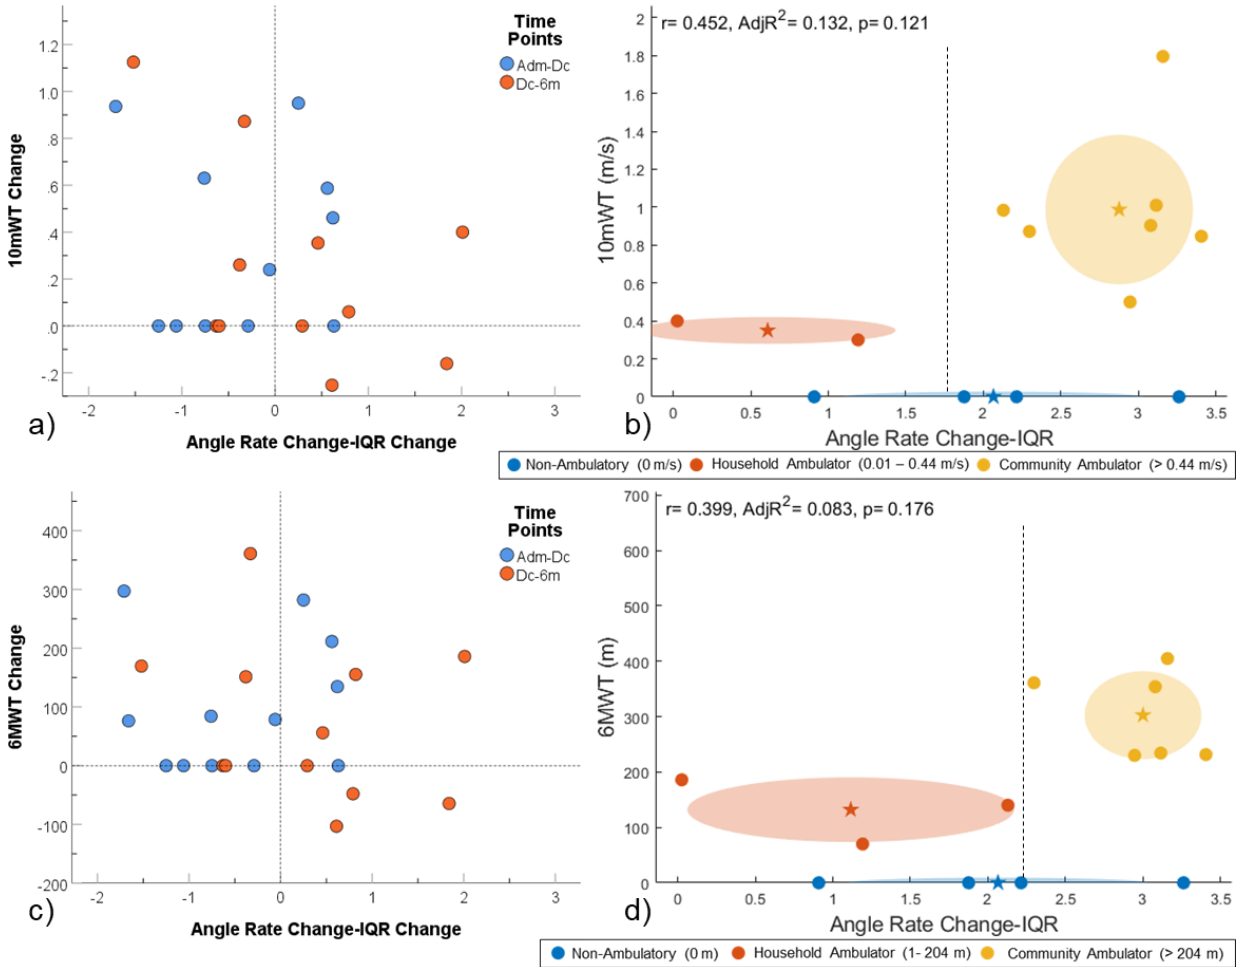 Time
Points
Adm-Dc
Dc-6m
1.2
1.0
.8
.6
.4
.2
.0
-.2
10mWT Change
-2
-1
0
1
2
3
a)
Angle Rate Change-IQR Change
r= 0.452, AdjR²= 0.132, p= 0.121
2
1.8
1.6
1.4
1.2
1
0.8
0.6
0.4
0.2
0
10mWT (m/s)
0
0.5
1
1.5
2
2.5
3
3.5
b)
Angle Rate Change-IQR
Non-Ambulatory (0 m/s) Household Ambulator (0.01 – 0.44 m/s) Community Ambulator (> 0.44 m/s)
Time
Points
Adm-Dc
Dc-6m
400
300
200
100
0
-100
-200
6MWT Change
-2
-1
0
1
2
3
c)
Angle Rate Change-IQR Change
r= 0.399, AdjR²= 0.083, p= 0.176
700
600
500
400
300
200
100
0
6MWT (m)
0
0.5
1
1.5
2
2.5
3
3.5
d)
Angle Rate Change-IQR
Non-Ambulatory (0 m) Household Ambulator (1- 204 m) Community Ambulator (> 204 m)